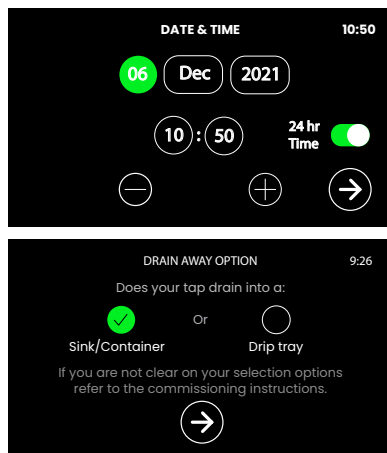 DATE & TIME 10:50
06 Dec 2021
10 : 50 24 hr
Time
DRAIN AWAY OPTION 9:26
Does your tap drain into a:
Or
Sink/Container Drip tray
If you are not clear on your selection options
refer to the commissioning instructions.